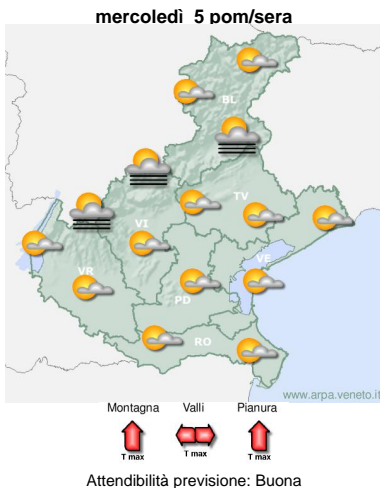 mercoledì 5 pom/sera
BL
TV
VI
VE
VR
PD
RO
www.arpa.veneto.it
Montagna Valli Pianura
T max T max T max
Attendibilità previsione: Buona